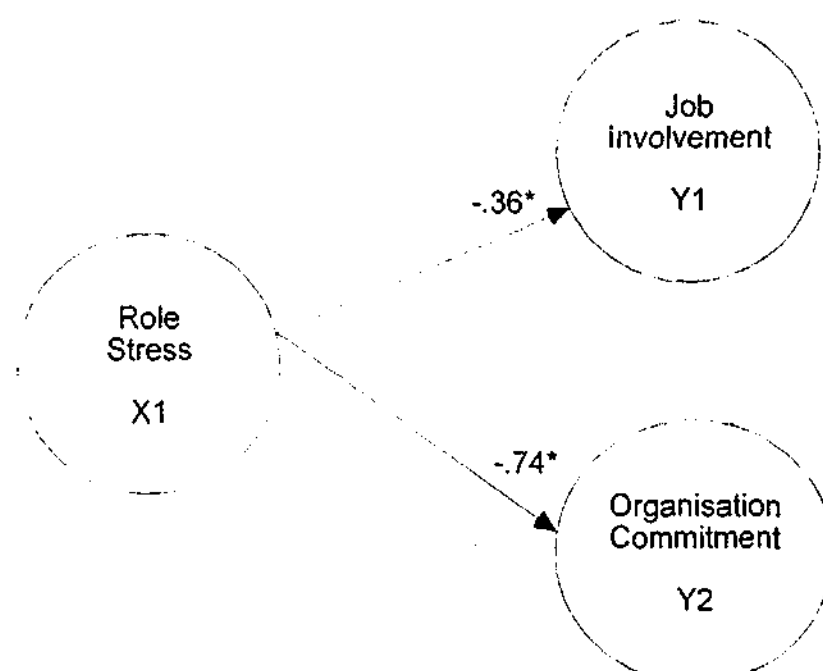 Job
involvement
Y1
-.36*
Role
Stress
X1
-.74*
Organisation
Commitment
Y2